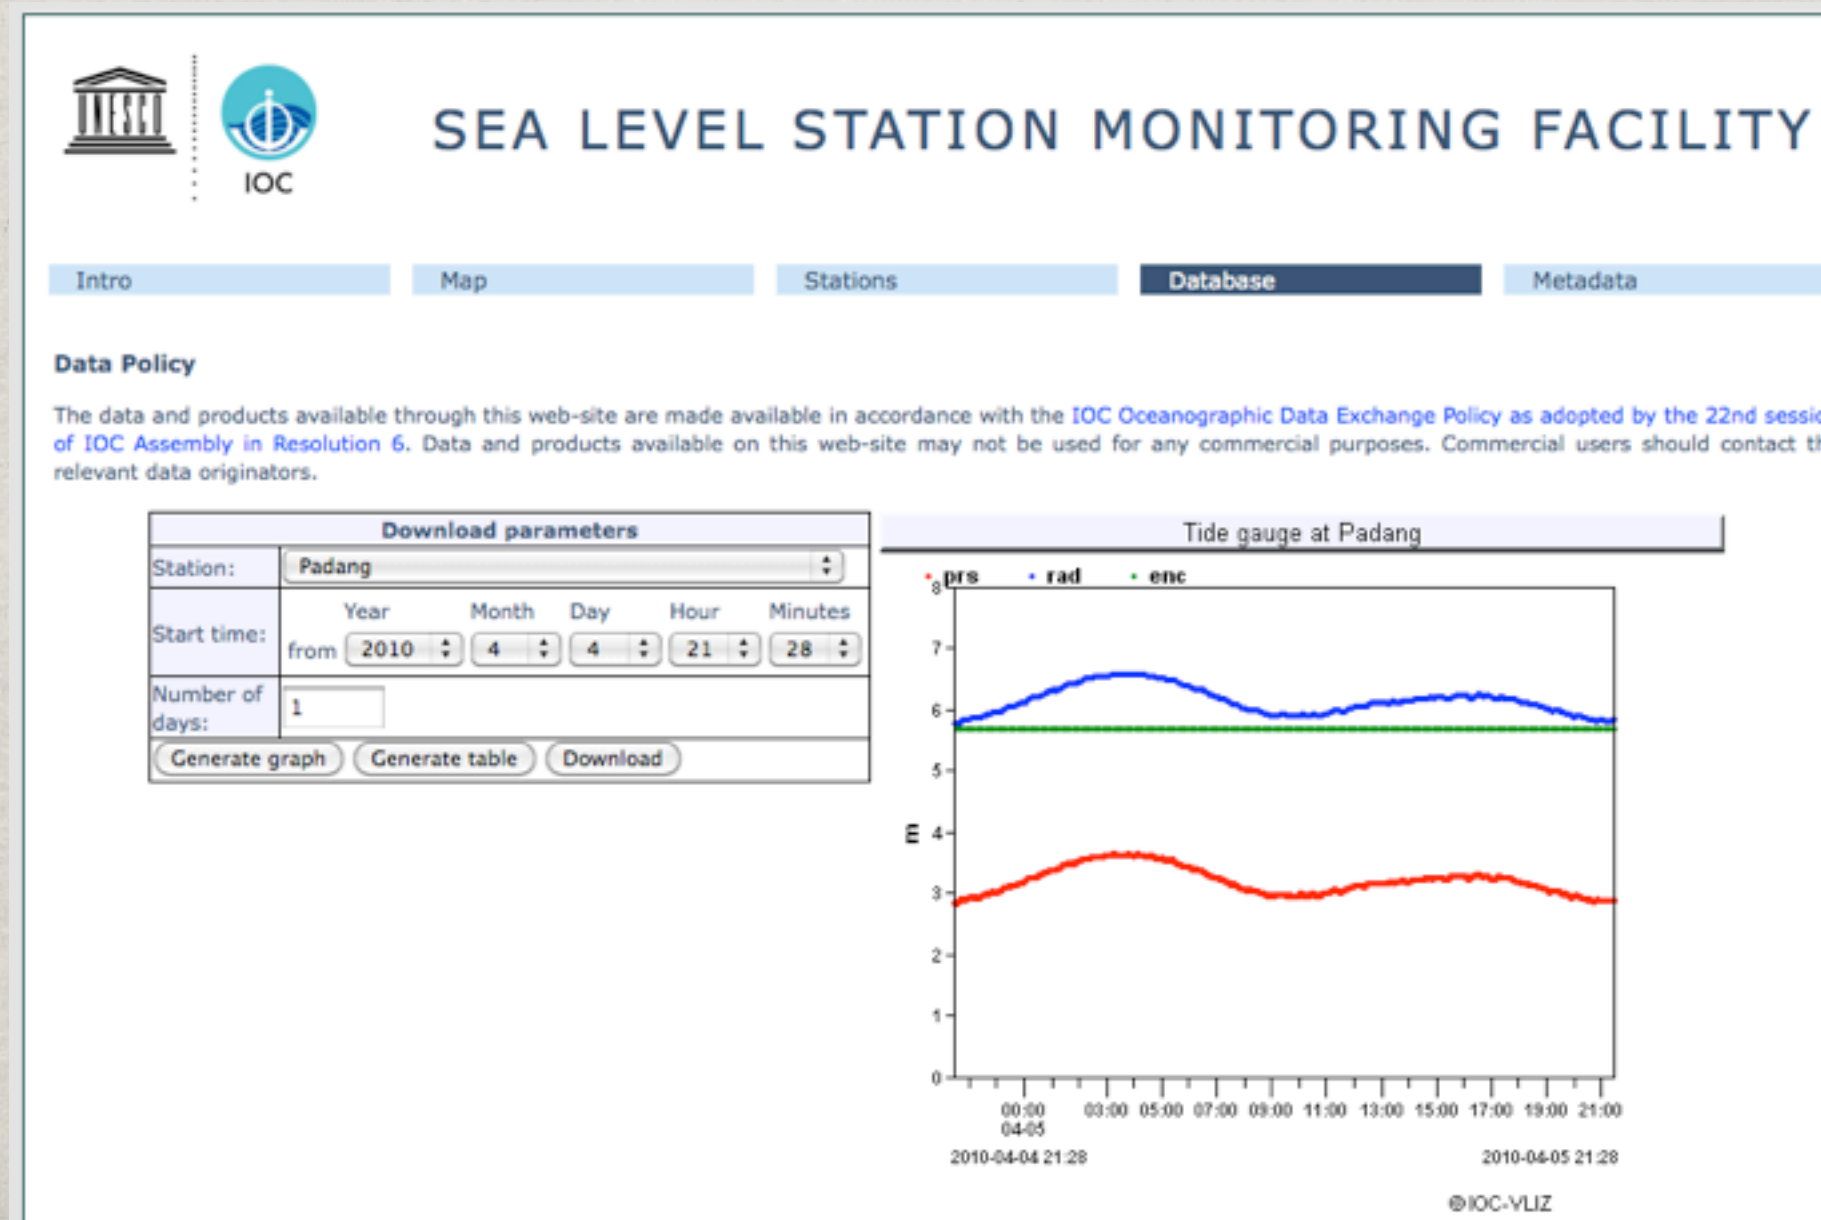 UNESCO
IOC
SEA LEVEL STATION MONITORING FACILITY
Intro
Map
Stations
Database
Metadata
Data Policy
The data and products available through this web-site are made available in accordance with the IOC Oceanographic Data Exchange Policy as adopted by the 22nd sessi
of IOC Assembly in Resolution 6. Data and products available on this web-site may not be used for any commercial purposes. Commercial users should contact th
relevant data originators.
Download parameters
Station: Padang
Year Month Day Hour Minutes
Start time: from 2010 4 4 21 28
Number of
days: 1
Generate graph Generate table Download
Tide gauge at Padang
prs rad enc
8
7
6
5
m 4
3
2
1
0
00:00 03:00 05:00 07:00 09:00 11:00 13:00 15:00 17:00 19:00 21:00
04-05
2010-04-04 21:28 2010-04-05 21:28
©IOC-VLIZ